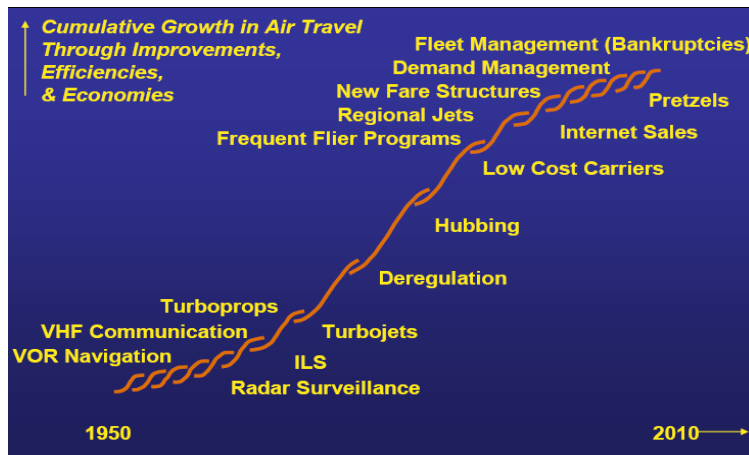 Cumulative Growth in Air Travel
Through Improvements,
Efficiencies,
& Economies
Fleet Management (Bankruptcies)
Demand Management
New Fare Structures
Pretzels
Regional Jets
Internet Sales
Frequent Flier Programs
Low Cost Carriers
Hubbing
Deregulation
Turboprops
VHF Communication
Turbojets
VOR Navigation
ILS
Radar Surveillance
1950
2010